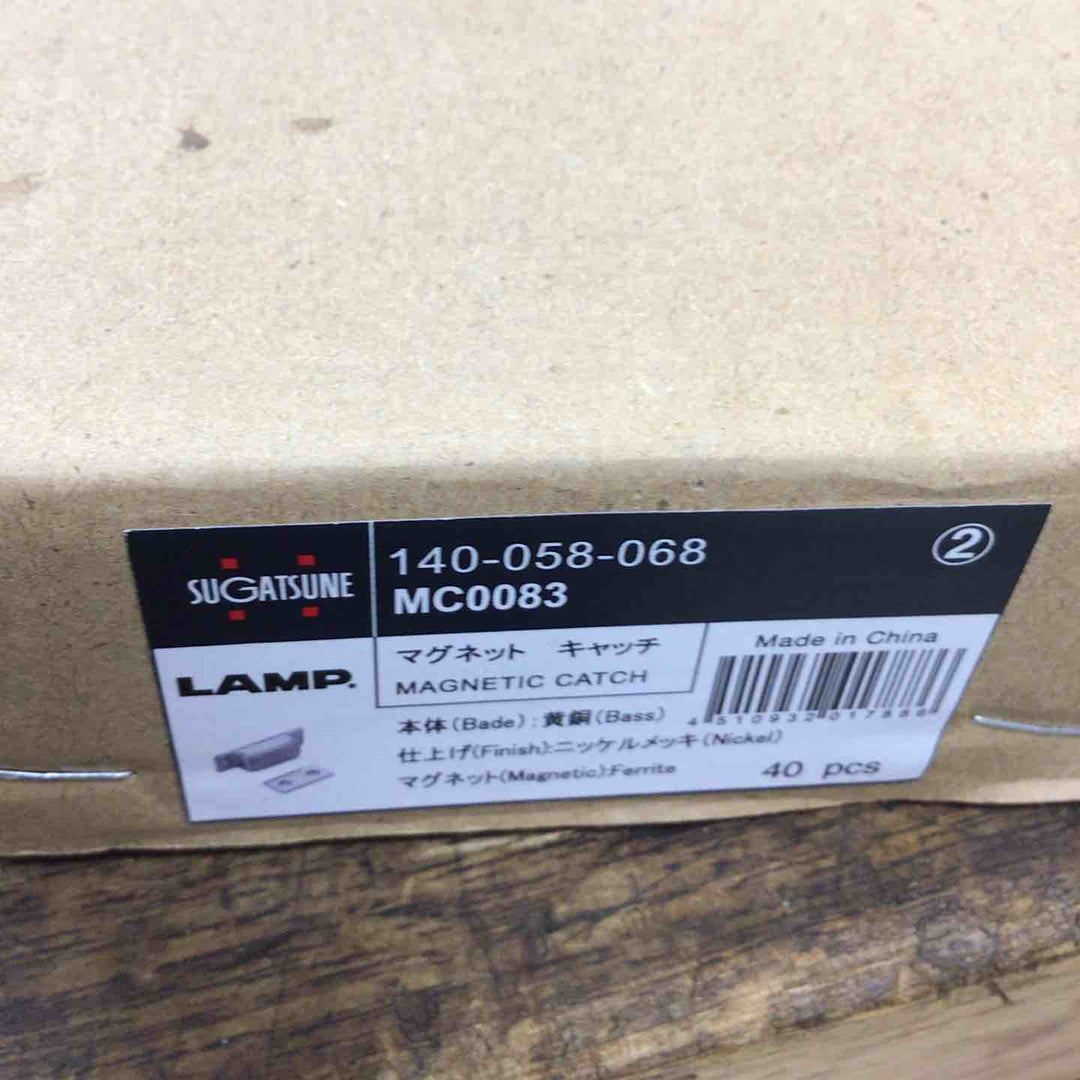 SUGATSUNE
140-058-068
②
MC0083
LAMP.
マグネット キャッチ
MAGNETIC CATCH
Made in China
4510932017888
本体(Bade):黄銅(Bass)
仕上げ(Finish):ニッケルメッキ(Nickel)
マグネット(Magnetic):Ferrite
40 pcs